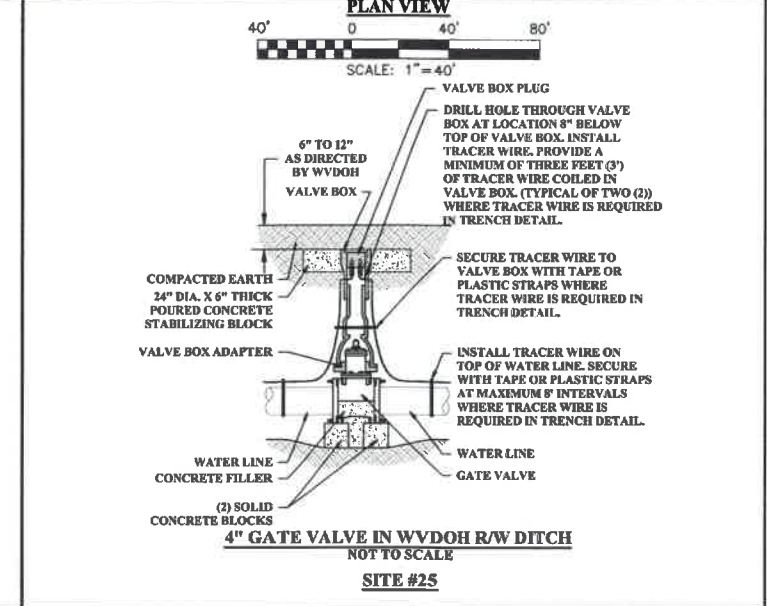 PLAN VIEW
40' 0 40' 80'
SCALE: 1"=40'
VALVE BOX PLUG
DRILL HOLE THROUGH VALVE
BOX AT LOCATION 8" BELOW
TOP OF VALVE BOX. INSTALL
TRACER WIRE. PROVIDE A
MINIMUM OF THREE FEET (3')
OF TRACER WIRE COILED IN
VALVE BOX. (TYPICAL OF TWO (2))
WHERE TRACER WIRE IS REQUIRED
IN TRENCH DETAIL.
6" TO 12"
AS DIRECTED
BY WVDOH
VALVE BOX
SECURE TRACER WIRE TO
VALVE BOX WITH TAPE OR
PLASTIC STRAPS WHERE
TRACER WIRE IS REQUIRED IN
TRENCH DETAIL.
COMPACTED EARTH
24" DIA. X 6" THICK
POURED CONCRETE
STABILIZING BLOCK
VALVE BOX ADAPTER
INSTALL TRACER WIRE ON
TOP OF WATER LINE. SECURE
WITH TAPE OR PLASTIC STRAPS
AT MAXIMUM 8' INTERVALS
WHERE TRACER WIRE IS
REQUIRED IN TRENCH DETAIL.
WATER LINE
CONCRETE FILLER
(2) SOLID
CONCRETE BLOCKS
WATER LINE
GATE VALVE
4" GATE VALVE IN WVDOH R/W DITCH
NOT TO SCALE
SITE #25